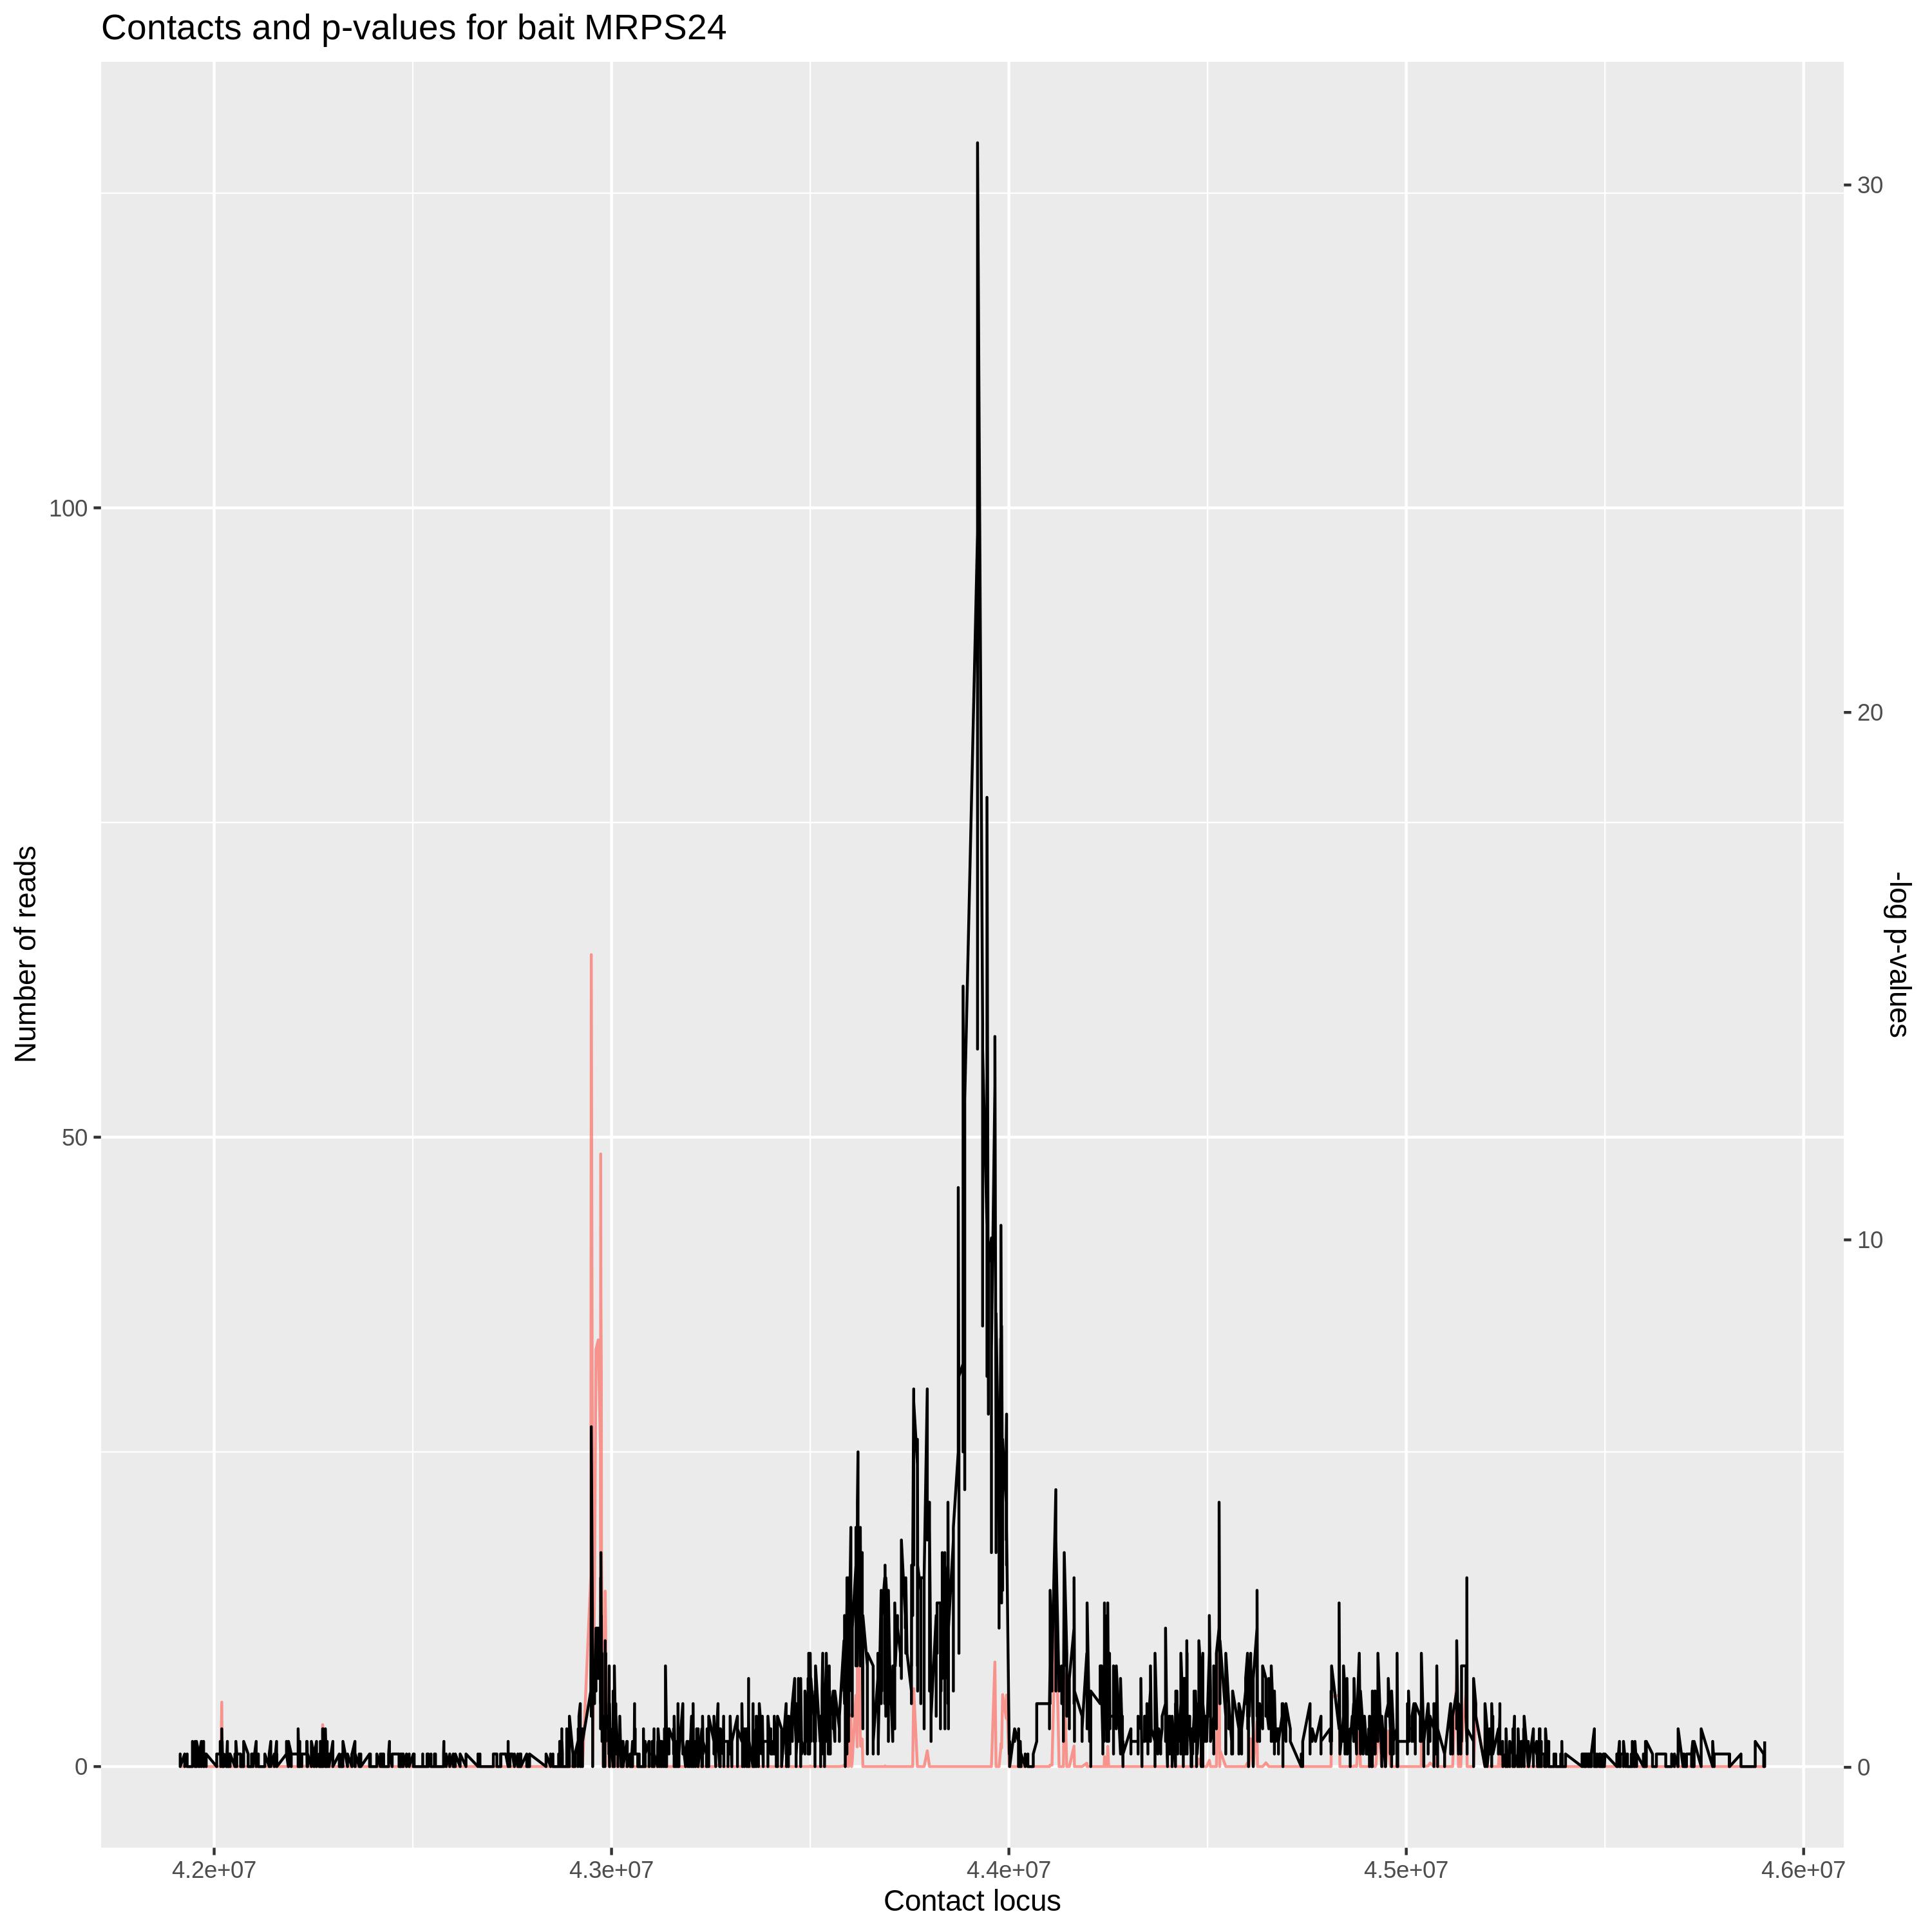 Contacts and p-values for bait MRPS24
Number of reads
100
50
0
30
20
10
0
-log p-values
4.2e+07 4.3e+07 4.4e+07 4.5e+07 4.6e+07
Contact locus